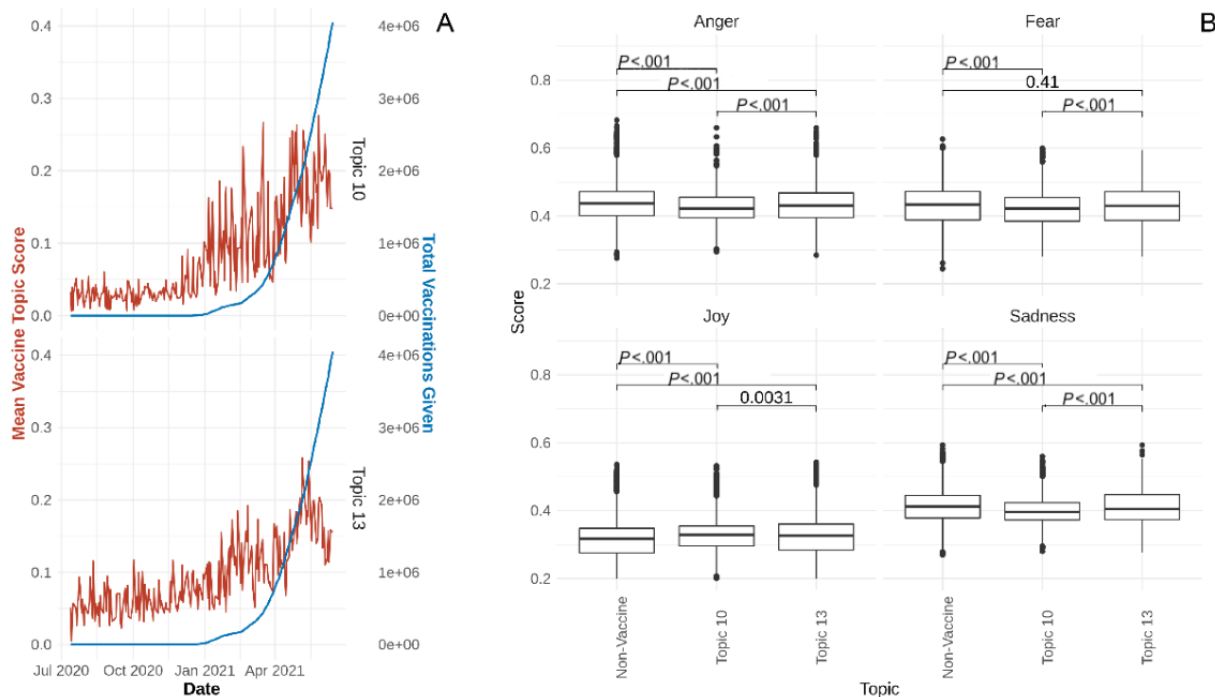 A
0.4
0.3
0.2
0.1
0.0
4e+06
3e+06
2e+06
1e+06
0e+00
Topic 10
0.4
0.3
0.2
0.1
0.0
4e+06
3e+06
2e+06
1e+06
0e+00
Topic 13
Mean Vaccine Topic Score
Total Vaccinations Given
Jul 2020 Oct 2020 Jan 2021 Apr 2021
Date
B
Anger
Fear
0.8
0.6
0.4
0.2
P<.001
P<.001
P<.001
P<.001
0.41
P<.001
Score
Joy
Sadness
0.8
0.6
0.4
0.2
P<.001
P<.001
0.0031
P<.001
P<.001
P<.001
Non-Vaccine
Topic 10
Topic 13
Non-Vaccine
Topic 10
Topic 13
Topic